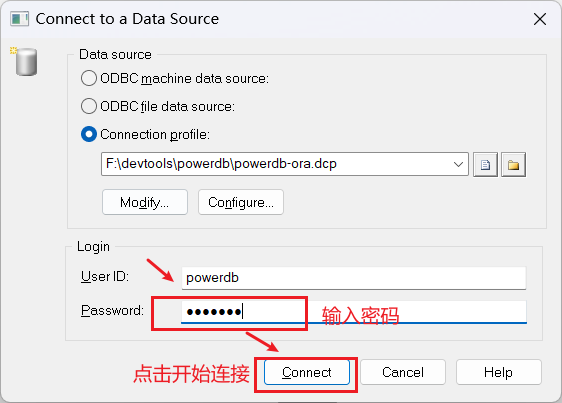 Connect to a Data Source
Data source
ODBC machine data source:
ODBC file data source:
Connection profile:
F:\devtools\powerdb\powerdb-ora.dcp
Modify...
Configure...
Login
User ID:
powerdb
Password:
●●●●●●●
输入密码
点击开始连接
Connect
Cancel
Help